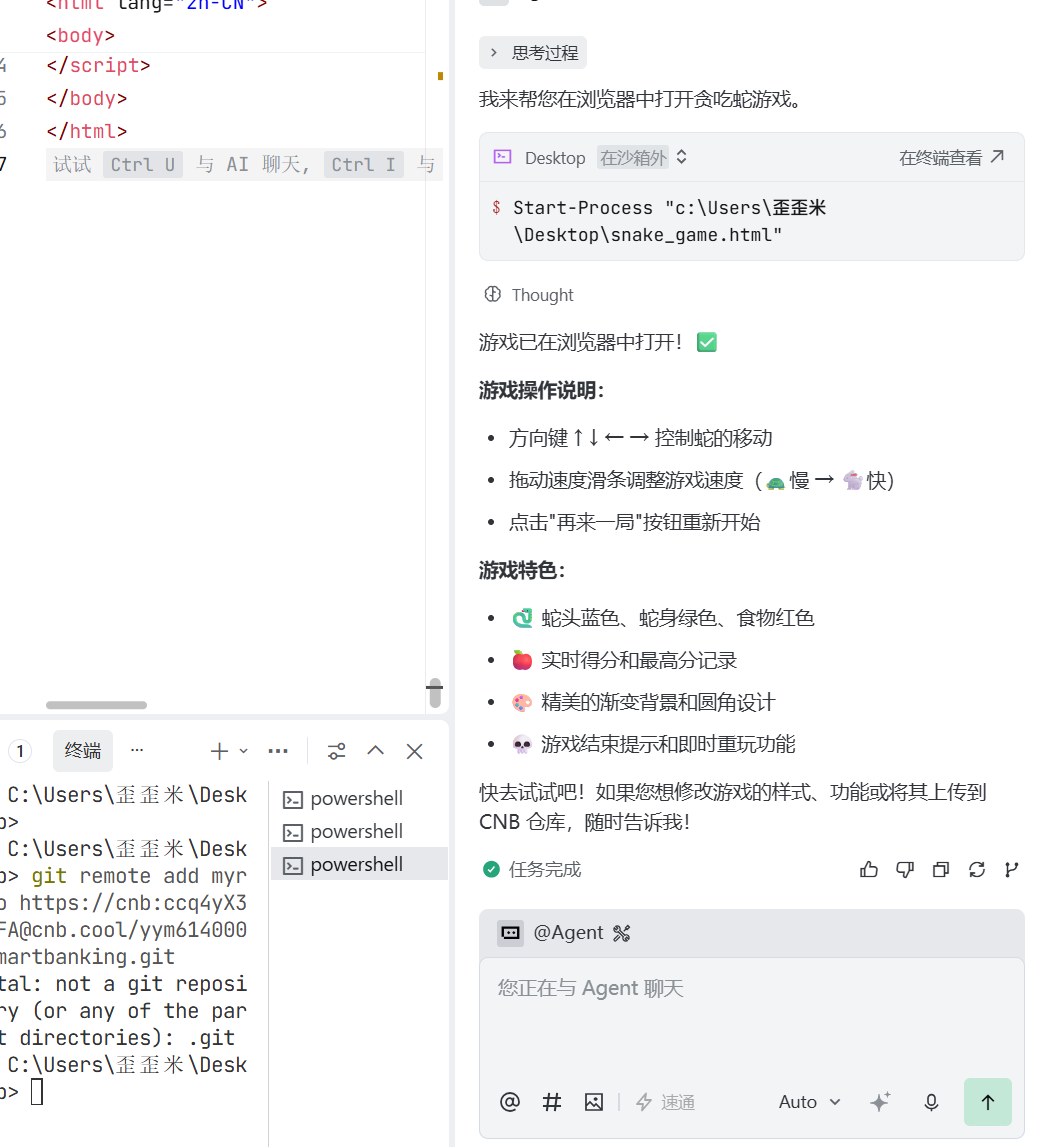 <html lang="zh-CN">
<body>
</script>
</body>
</html>
试试 Ctrl U 与 AI 聊天, Ctrl I 与
1
终端
C:\Users\歪歪米\Desk
>
C:\Users\歪歪米\Desk
> git remote add myr
https://cnb:ccq4yX3
FA@cnb.cool/yym614000
martbanking.git
tal: not a git reposi
ry (or any of the par
t directories): .git
C:\Users\歪歪米\Desk
>
powershell
powershell
powershell
思考过程
我来帮您在浏览器中打开贪吃蛇游戏。
Desktop 在沙箱外 在终端查看
$ Start-Process "c:\Users\歪歪米
\Desktop\snake_game.html"
Thought
游戏已在浏览器中打开！✅
游戏操作说明：
• 方向键↑↓←→ 控制蛇的移动
• 拖动速度滑条调整游戏速度（🐢慢 → 🐇快）
• 点击"再来一局"按钮重新开始
游戏特色：
• 🐍 蛇头蓝色、蛇身绿色、食物红色
• 🍎 实时得分和最高分记录
• 🎨 精美的渐变背景和圆角设计
• 💀 游戏结束提示和即时重玩功能
快去试试吧！如果您想修改游戏的样式、功能或将其上传到
CNB 仓库，随时告诉我！
任务完成
@Agent
您正在与 Agent 聊天
速通
Auto